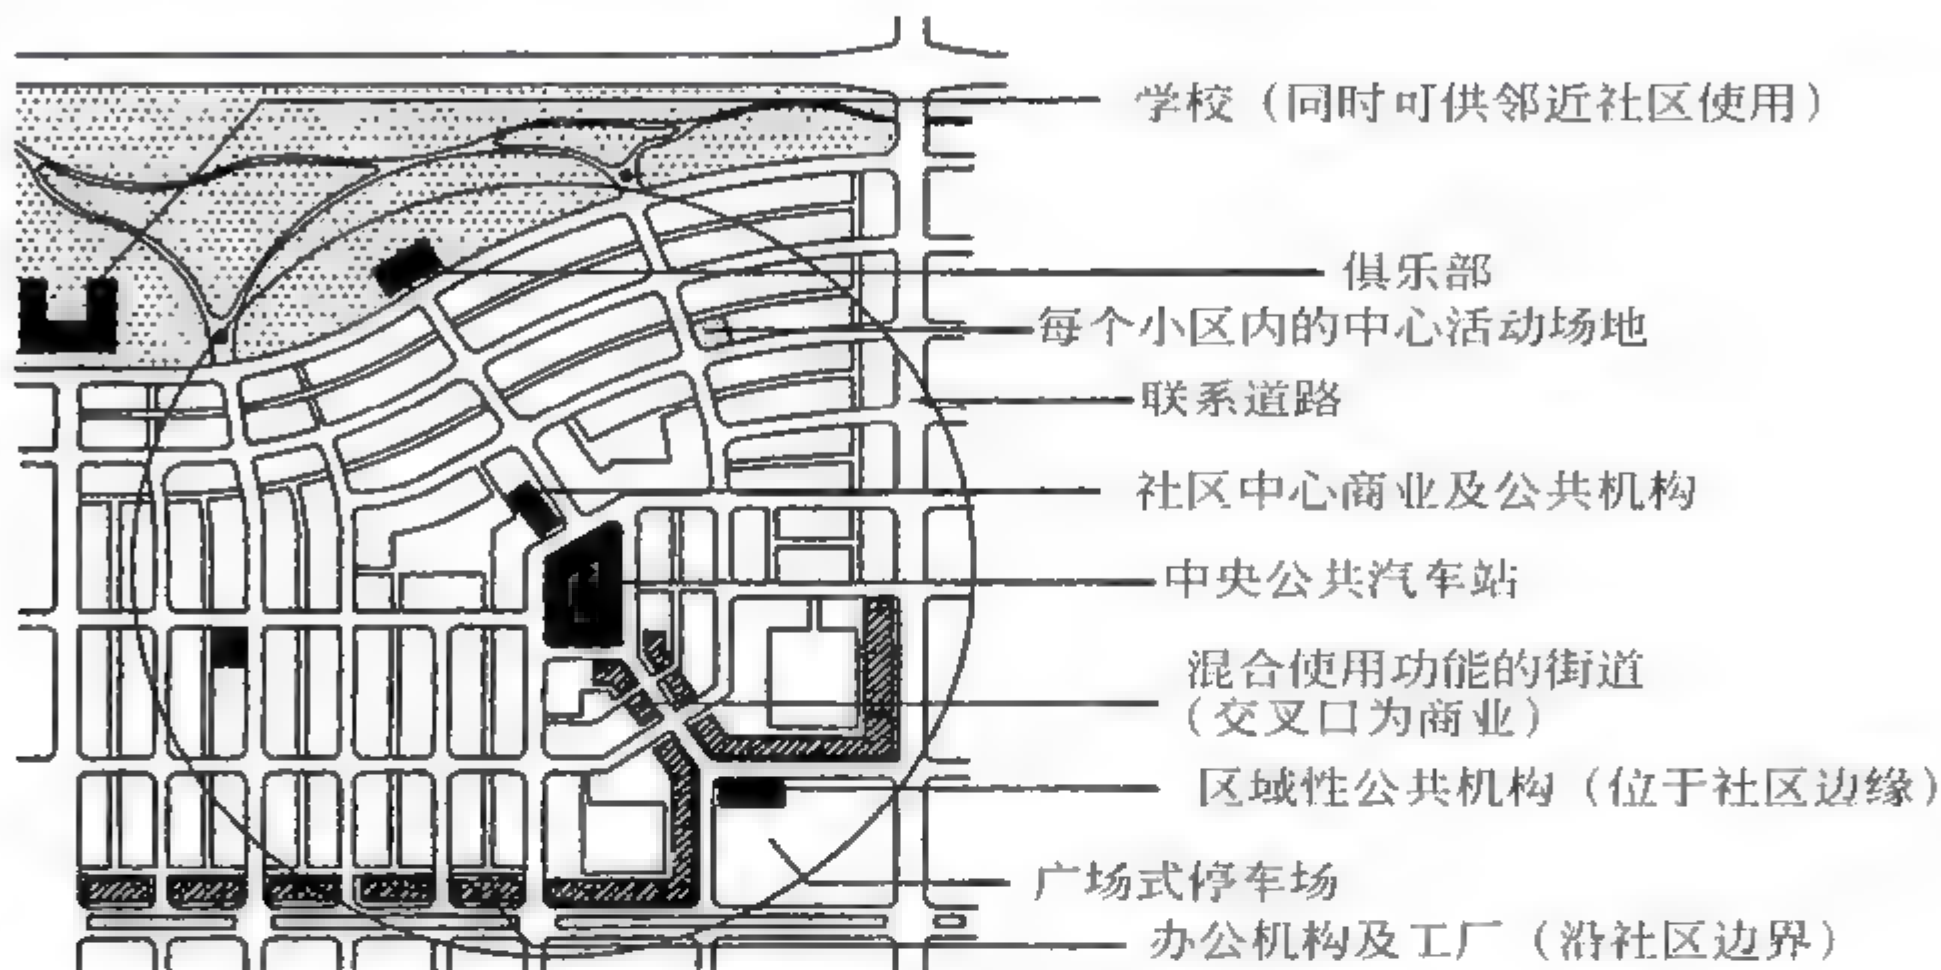 学校（同时可供邻近社区使用）
俱乐部
每个小区内的中心活动场地
联系道路
社区中心商业及公共机构
中央公共汽车站
混合使用功能的街道
（交叉口为商业）
区域性公共机构（位于社区边缘）
广场式停车场
办公机构及工厂（沿社区边界）